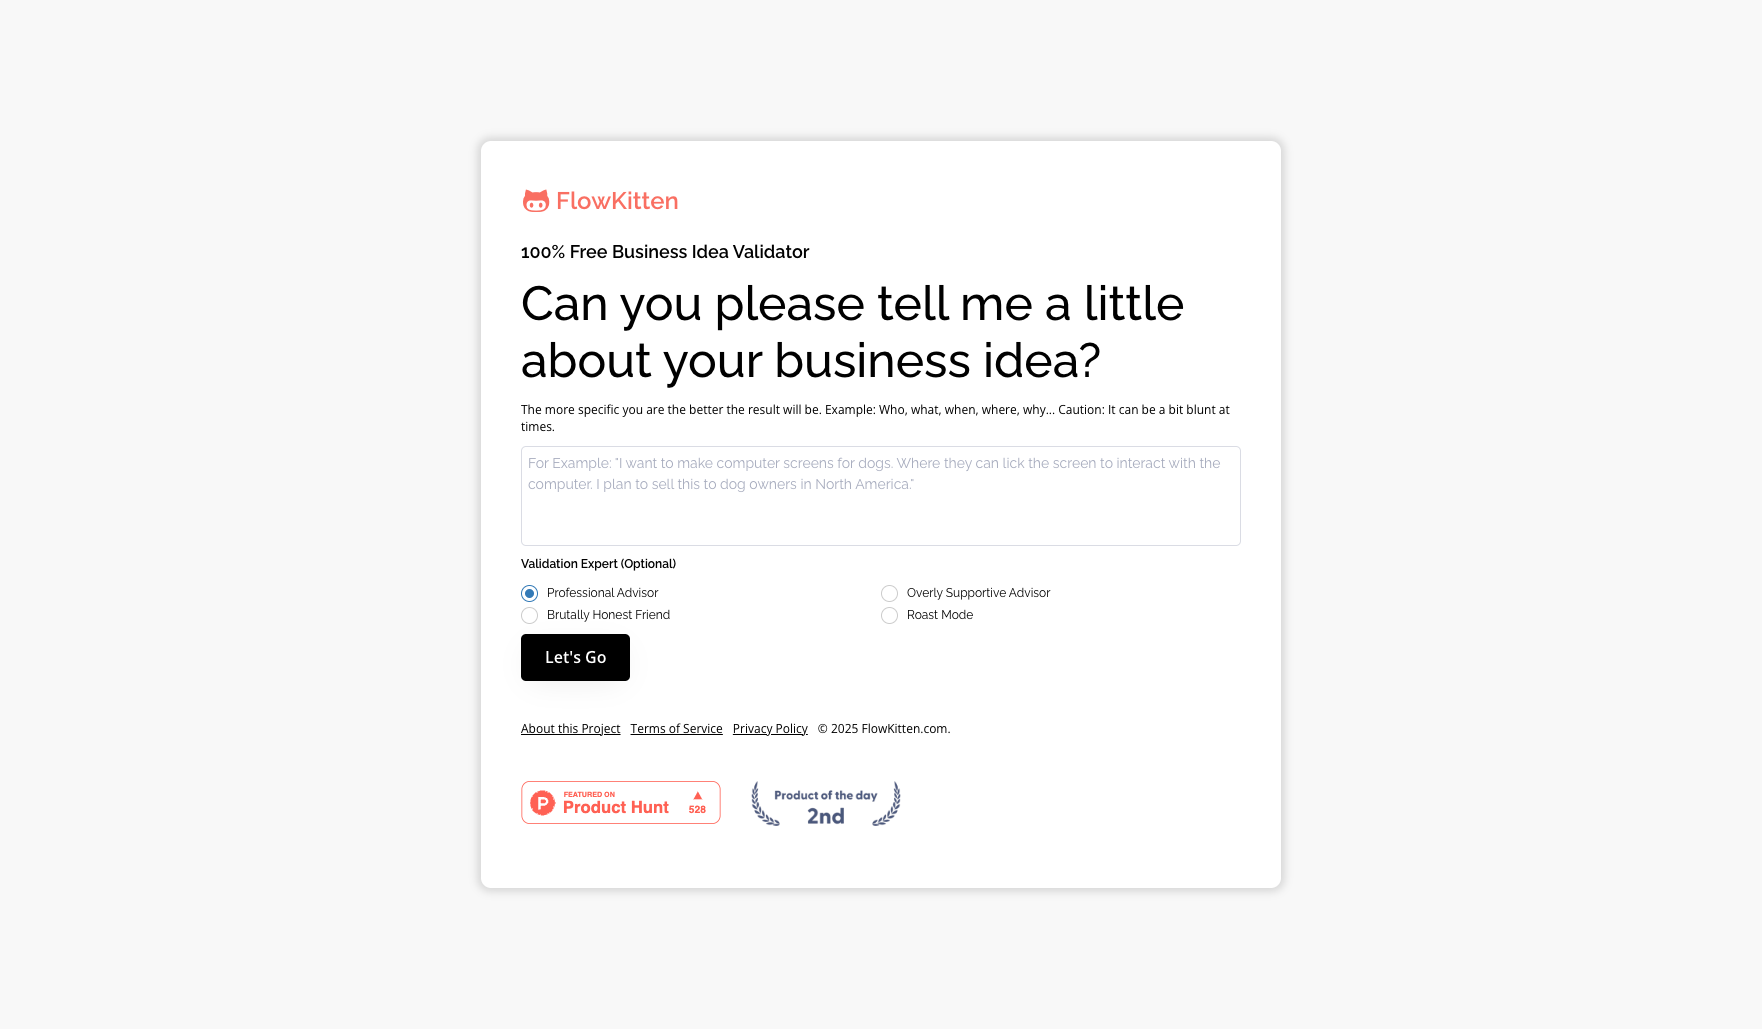 FlowKitten
100% Free Business Idea Validator
Can you please tell me a little
about your business idea?
The more specific you are the better the result will be. Example: Who, what, when, where, why... Caution: It can be a bit blunt at
times.
For Example: "I want to make computer screens for dogs. Where they can lick the screen to interact with the
computer. I plan to sell this to dog owners in North America."
Validation Expert (Optional)
Professional Advisor
Overly Supportive Advisor
Brutally Honest Friend
Roast Mode
Let's Go
About this Project Terms of Service Privacy Policy © 2025 FlowKitten.com.
P
FEATURED ON
Product Hunt
▲
528
Product of the day
2nd